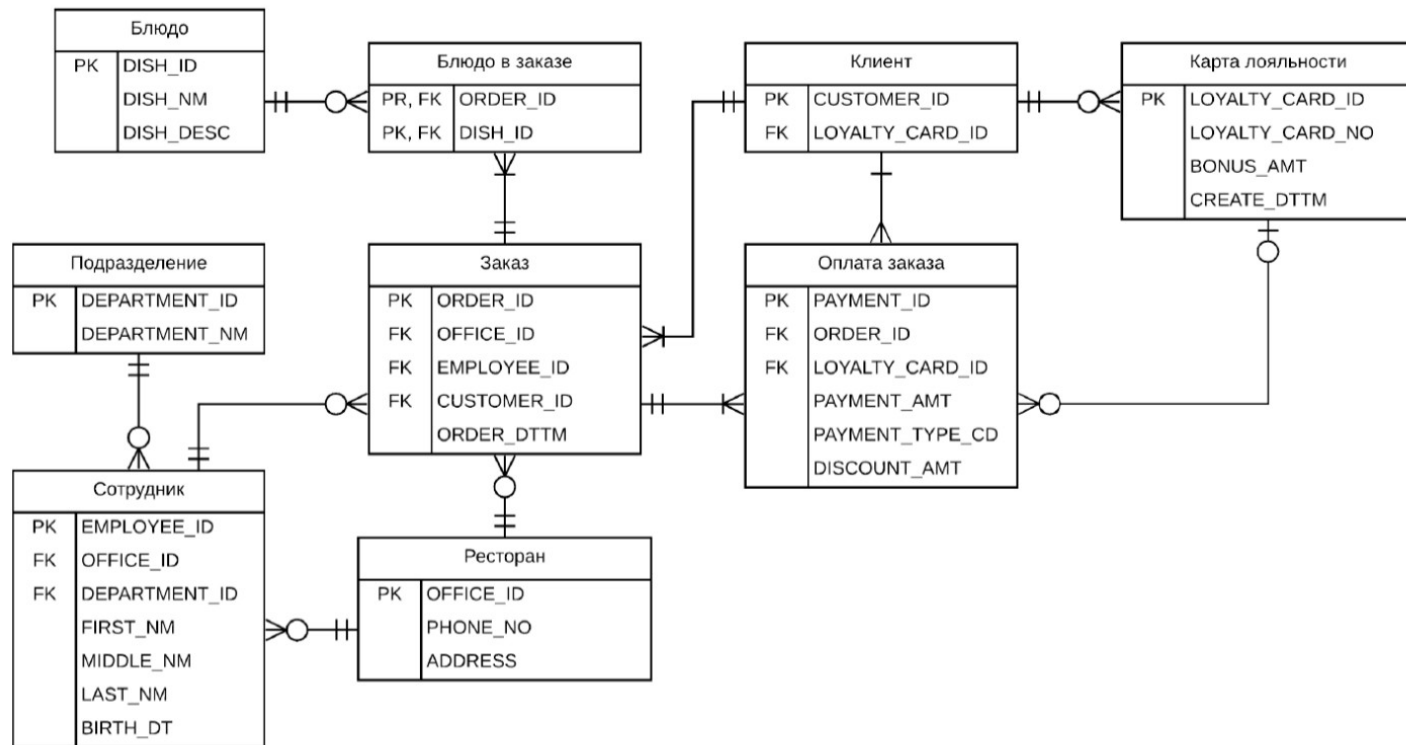 Блюдо
PK DISH_ID
DISH_NM
DISH_DESC
Блюдо в заказе
PR, FK ORDER_ID
PK, FK DISH_ID
Клиент
PK CUSTOMER_ID
FK LOYALTY_CARD_ID
Карта лояльности
PK LOYALTY_CARD_ID
LOYALTY_CARD_NO
BONUS_AMT
CREATE_DTTM
Подразделение
PK DEPARTMENT_ID
DEPARTMENT_NM
Заказ
PK ORDER_ID
FK OFFICE_ID
FK EMPLOYEE_ID
FK CUSTOMER_ID
ORDER_DTTM
Оплата заказа
PK PAYMENT_ID
FK ORDER_ID
FK LOYALTY_CARD_ID
PAYMENT_AMT
PAYMENT_TYPE_CD
DISCOUNT_AMT
Сотрудник
PK EMPLOYEE_ID
FK OFFICE_ID
FK DEPARTMENT_ID
FIRST_NM
MIDDLE_NM
LAST_NM
BIRTH_DT
Ресторан
PK OFFICE_ID
PHONE_NO
ADDRESS